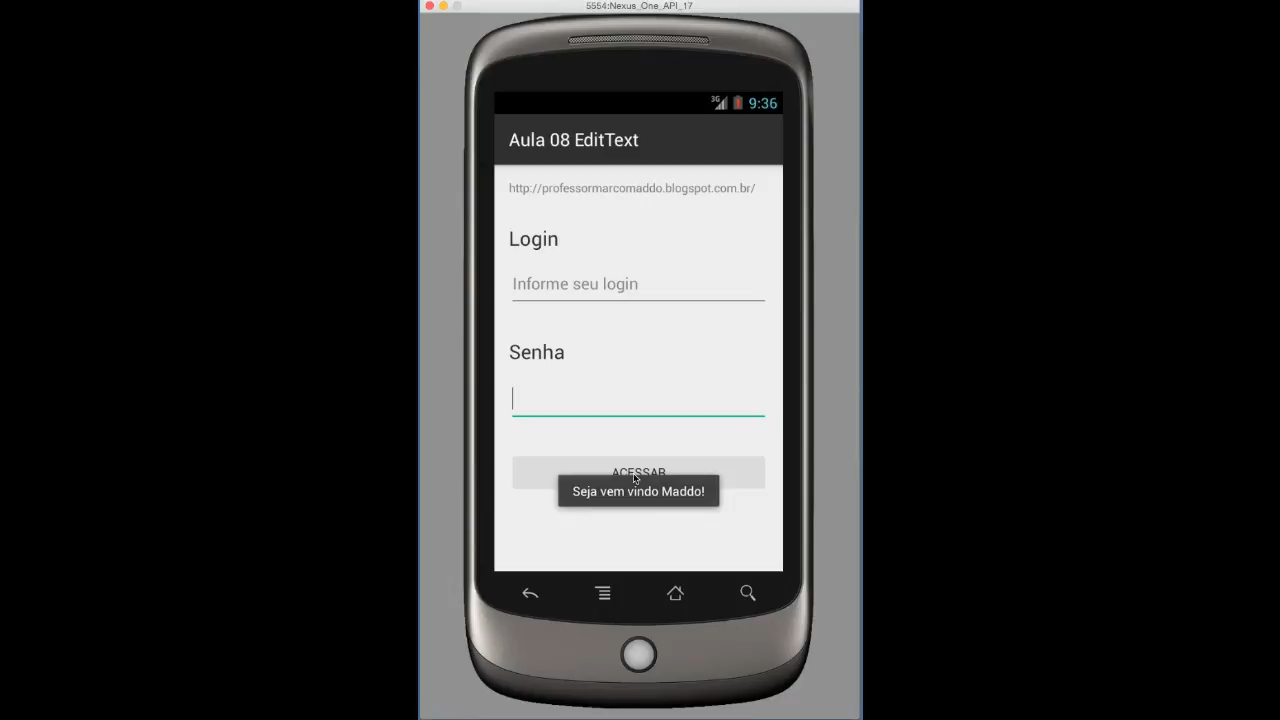 5554:Nexus_One_API_17
3G 9:36
Aula 08 EditText
http://professormarcomaddo.blogspot.com.br/
Login
Informe seu login
Senha
ACESSAR
Seja vem vindo Maddo!